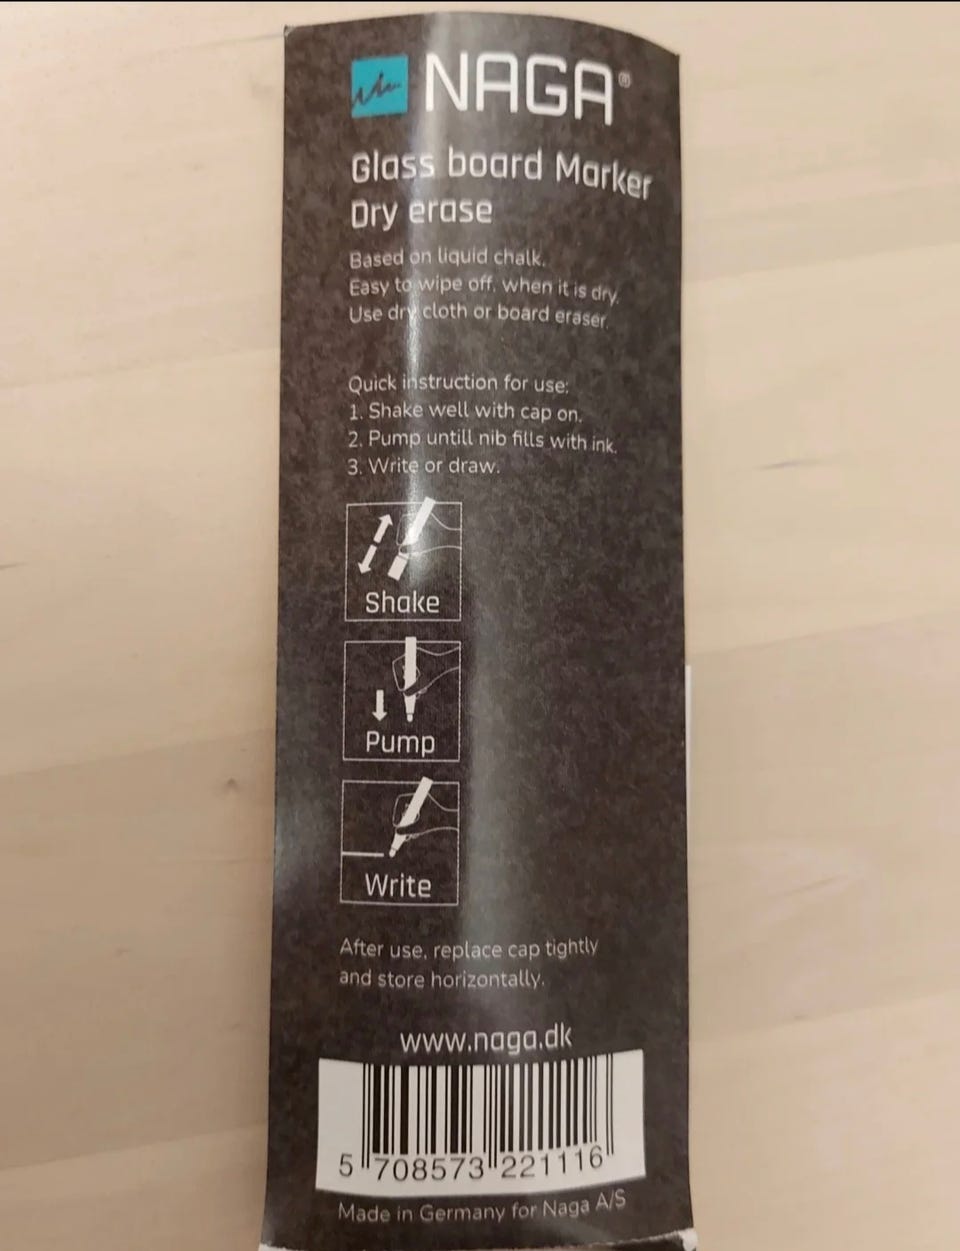 NAGA®
Glass board Marker
Dry erase
Based on liquid chalk.
Easy to wipe off, when it is dry.
Use dry cloth or board eraser.
Quick instruction for use:
1. Shake well with cap on.
2. Pump untill nib fills with ink.
3. Write or draw.
Shake
Pump
Write
After use, replace cap tightly
and store horizontally.
www.naga.dk
5 708573 221116
Made in Germany for Naga A/S